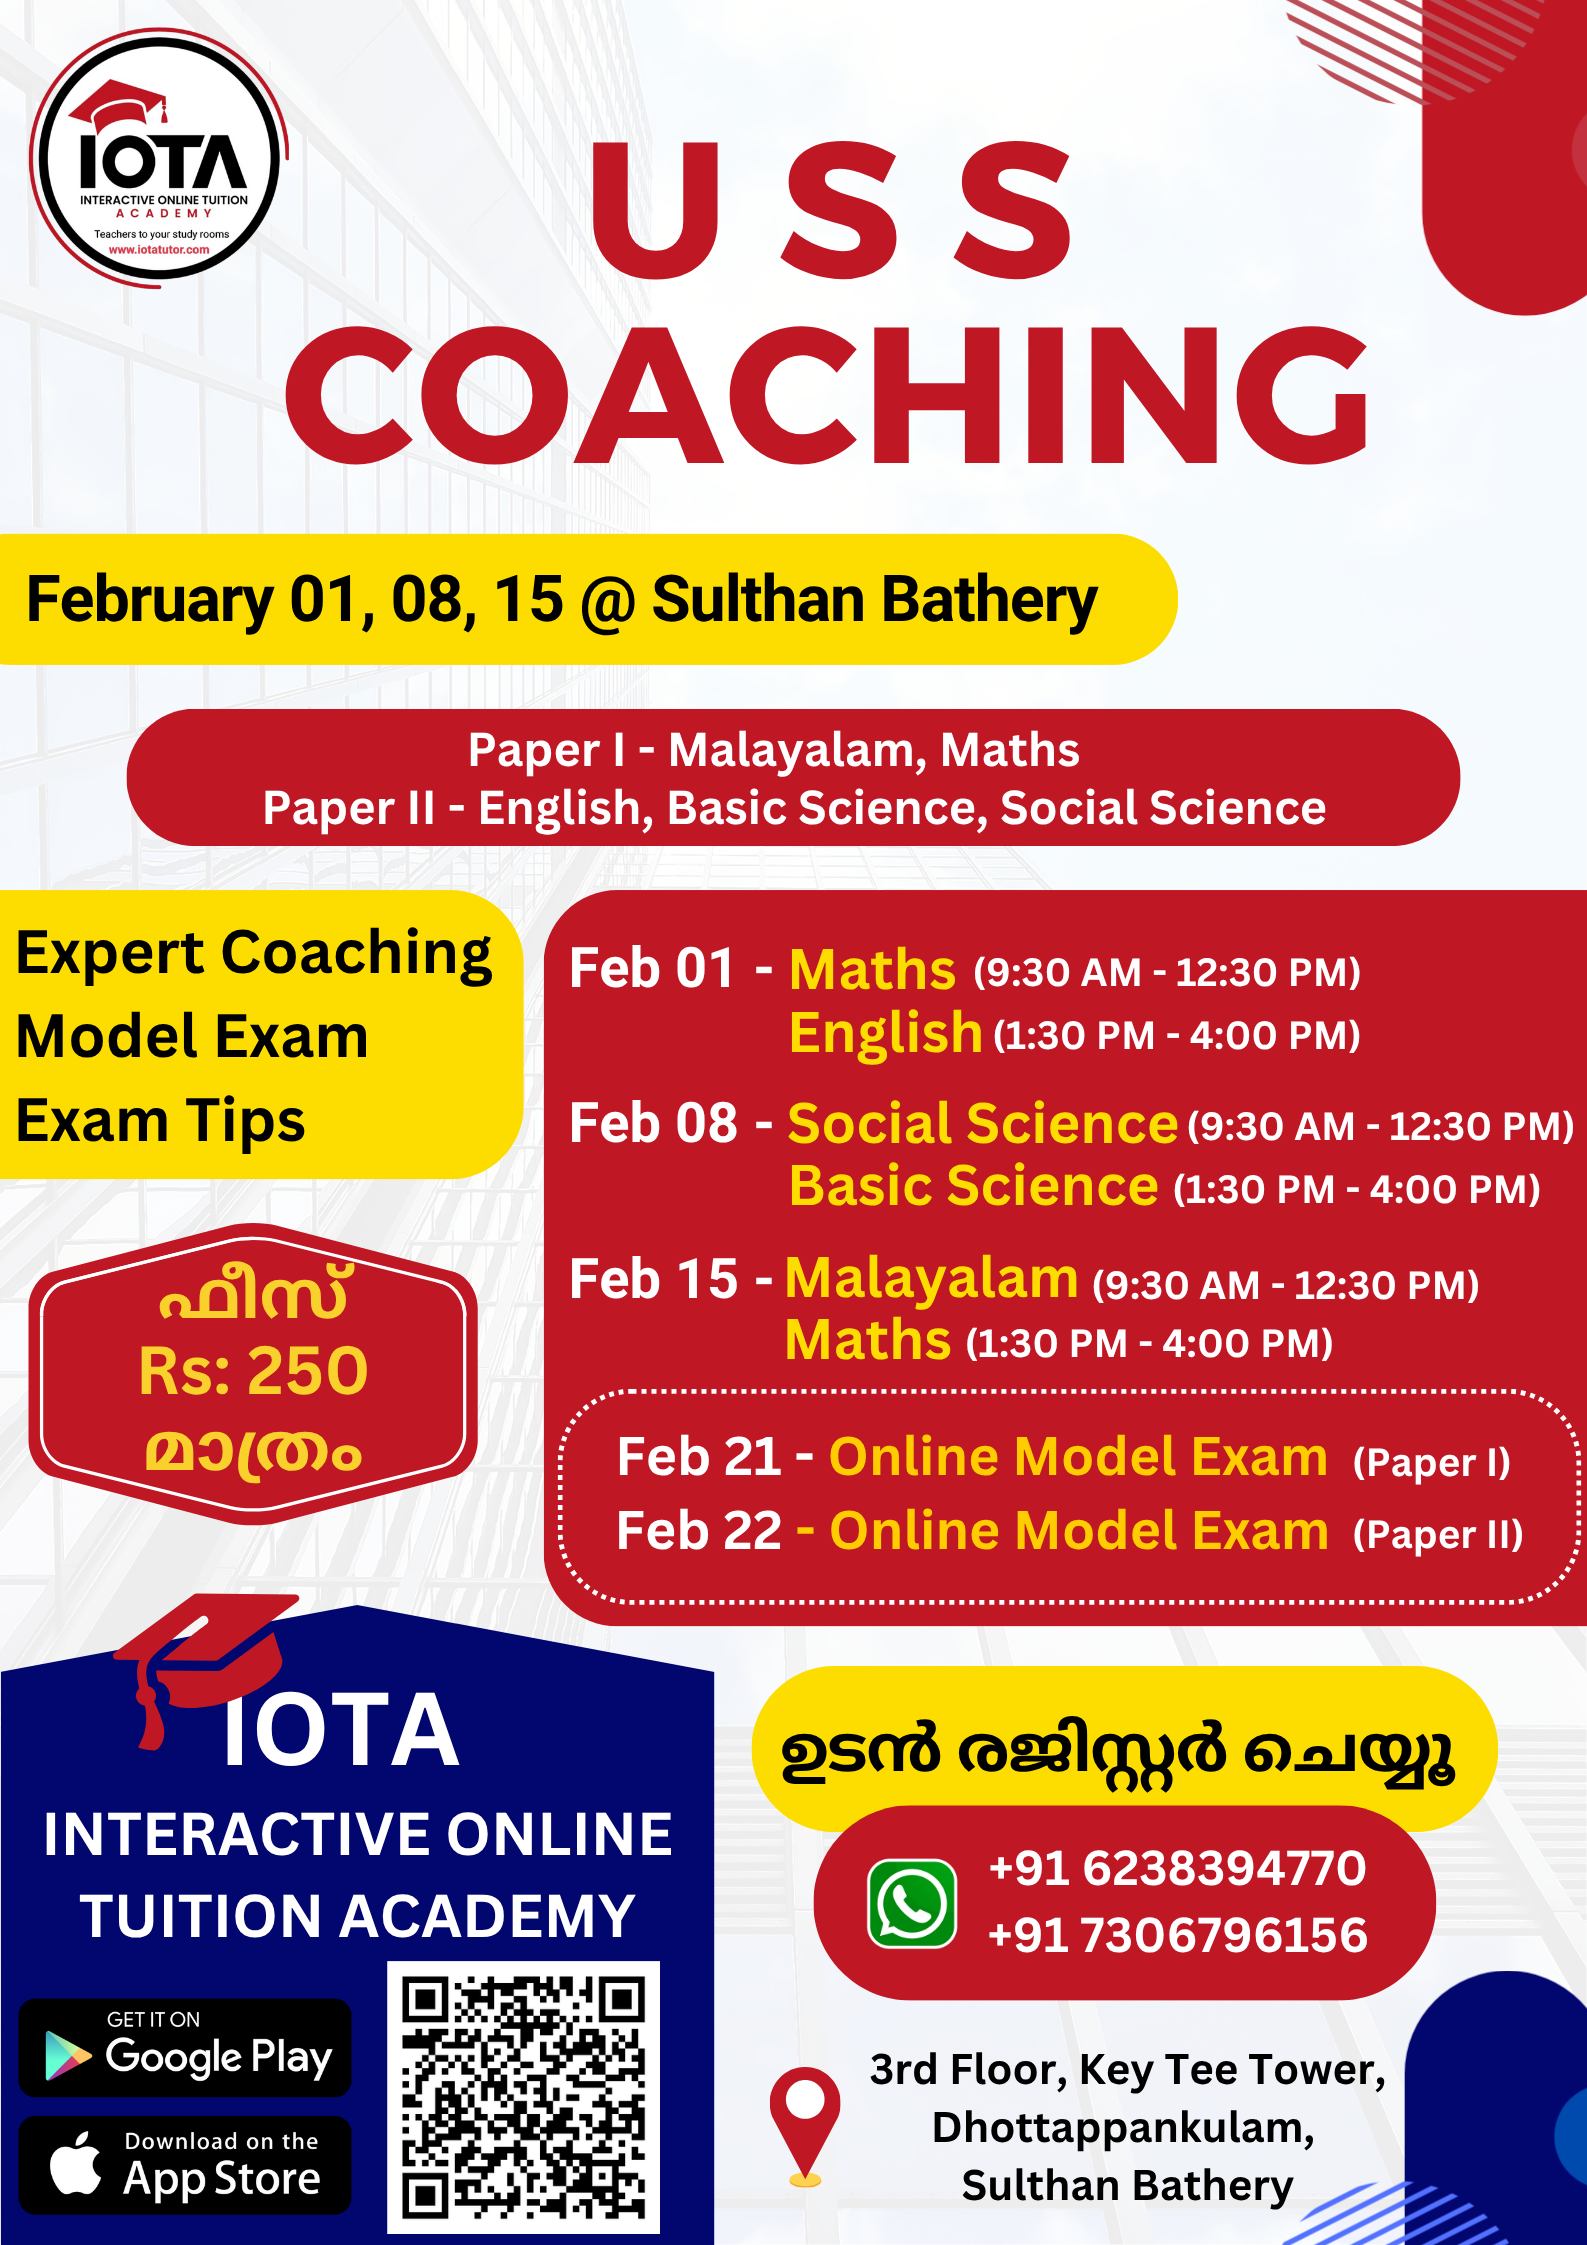 IOTA
INTERACTIVE ONLINE TUITION
ACADEMY
Teachers to your study rooms
www.iotatutor.com
USS
COACHING
February 01, 08, 15 @ Sulthan Bathery
Paper I - Malayalam, Maths
Paper II - English, Basic Science, Social Science
Expert Coaching
Model Exam
Exam Tips
Feb 01 - Maths (9:30 AM - 12:30 PM)
English (1:30 PM - 4:00 PM)
Feb 08 - Social Science (9:30 AM - 12:30 PM)
Basic Science (1:30 PM - 4:00 PM)
Feb 15 - Malayalam (9:30 AM - 12:30 PM)
Maths (1:30 PM - 4:00 PM)
Feb 21 - Online Model Exam (Paper I)
Feb 22 - Online Model Exam (Paper II)
ഫീസ്
Rs: 250
മാത്രം
IOTA
INTERACTIVE ONLINE
TUITION ACADEMY
GET IT ON
Google Play
Download on the
App Store
ഉടൻ രജിസ്റ്റർ ചെയ്യൂ
+91 6238394770
+91 7306796156
3rd Floor, Key Tee Tower,
Dhottappankulam,
Sulthan Bathery